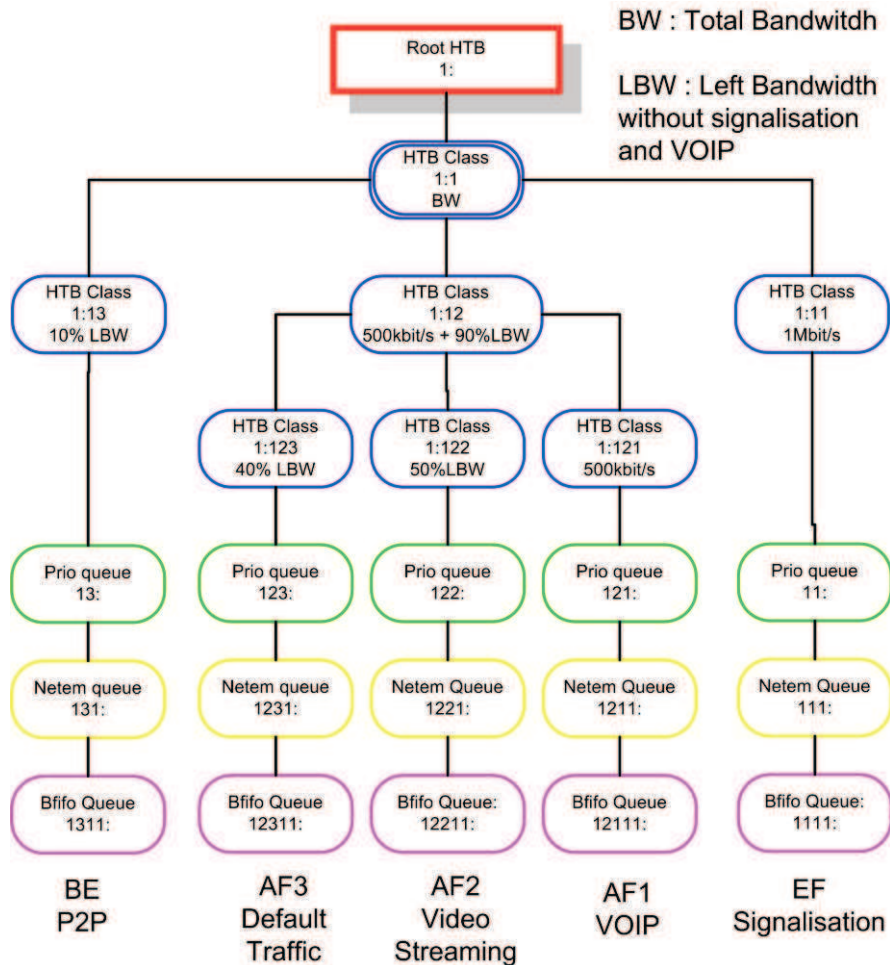 BW : Total Bandwitdh
LBW : Left Bandwidth
without signalisation
and VOIP
Root HTB
1:
HTB Class
1:1
BW
HTB Class
1:13
10% LBW
HTB Class
1:12
500kbit/s + 90%LBW
HTB Class
1:11
1Mbit/s
HTB Class
1:123
40% LBW
HTB Class
1:122
50%LBW
HTB Class
1:121
500kbit/s
Prio queue
13:
Prio queue
123:
Prio queue
122:
Prio queue
121:
Prio queue
11:
Netem queue
131:
Netem queue
1231:
Netem Queue
1221:
Netem Queue
1211:
Netem Queue
111:
Bfifo Queue
1311:
Bfifo Queue
12311:
Bfifo Queue:
12211:
Bfifo Queue
12111:
Bfifo Queue:
1111:
BE
P2P
AF3
Default
Traffic
AF2
Video
Streaming
AF1
VOIP
EF
Signalisation